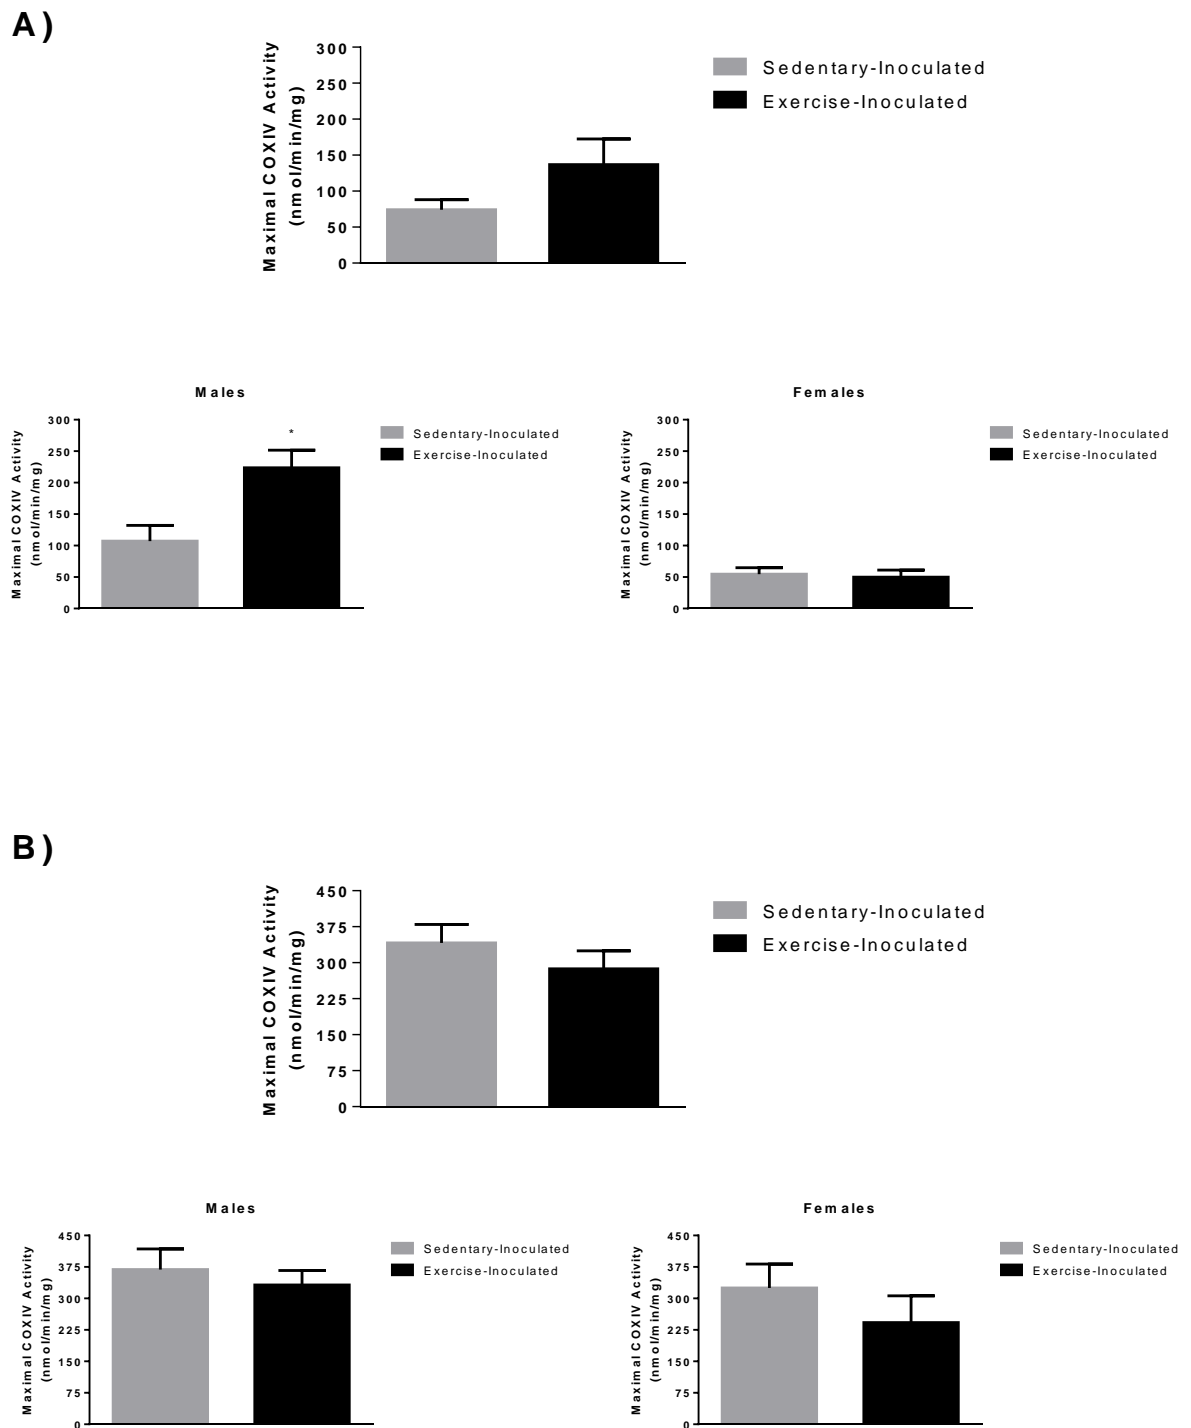 A)
Maximal COXIV Activity
(nmol/min/mg)
300
250
200
150
100
50
0
Sedentary-Inoculated
Exercise-Inoculated
Males
Maximal COXIV Activity
(nmol/min/mg)
300
250
200
150
100
50
0
*
Sedentary-Inoculated
Exercise-Inoculated
Females
Maximal COXIV Activity
(nmol/min/mg)
300
250
200
150
100
50
0
Sedentary-Inoculated
Exercise-Inoculated
B)
Maximal COXIV Activity
(nmol/min/mg)
450
375
300
225
150
75
0
Sedentary-Inoculated
Exercise-Inoculated
Males
Maximal COXIV Activity
(nmol/min/mg)
450
375
300
225
150
75
0
Sedentary-Inoculated
Exercise-Inoculated
Females
Maximal COXIV Activity
(nmol/min/mg)
450
375
300
225
150
75
0
Sedentary-Inoculated
Exercise-Inoculated